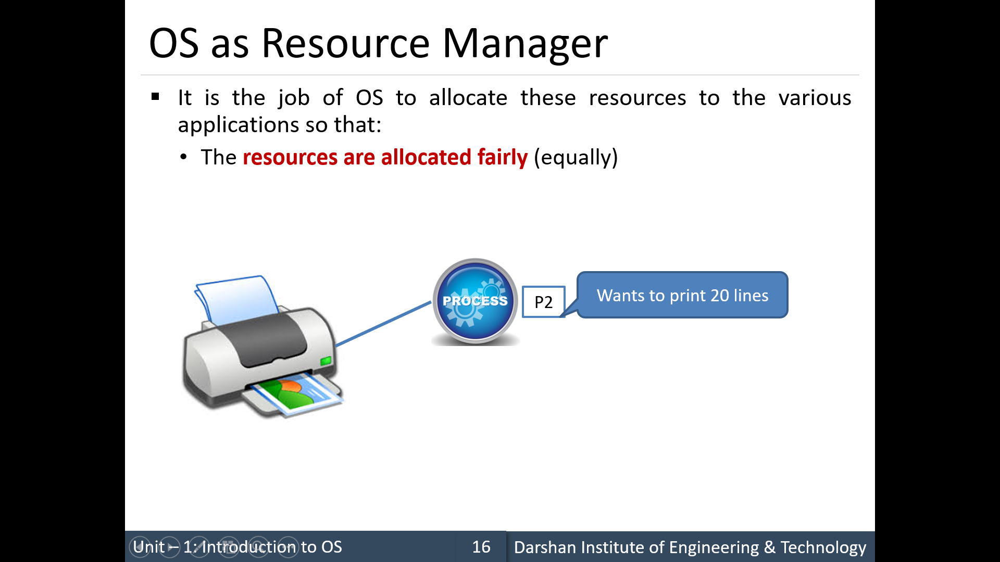 OS as Resource Manager
▪ It is the job of OS to allocate these resources to the various
applications so that:
• The resources are allocated fairly (equally)
PROCESS
P2
Wants to print 20 lines
Unit – 1: Introduction to OS
16
Darshan Institute of Engineering & Technology